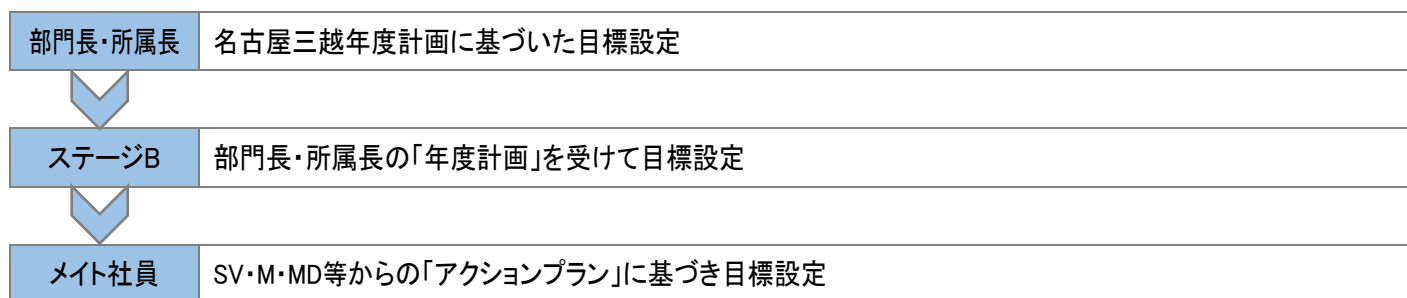 部門長・所属長 名古屋三越年度計画に基づいた目標設定
ステージB 部門長・所属長の「年度計画」を受けて目標設定
メイト社員 SV・M・MD等からの「アクションプラン」に基づき目標設定